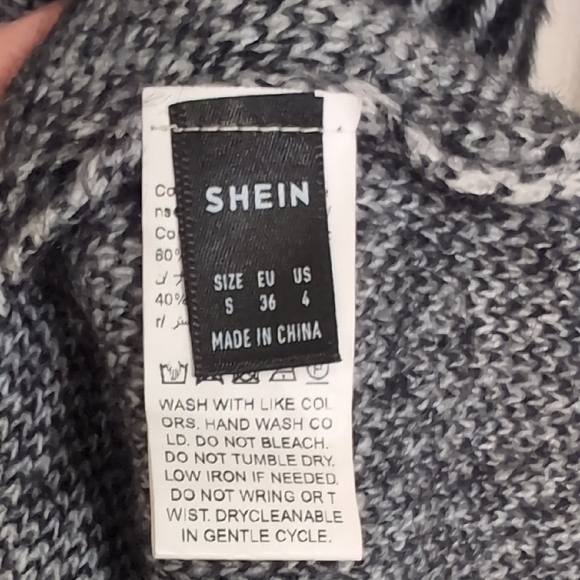 SHEIN
SIZE EU US
S 36 4
MADE IN CHINA
Co
Co
60%
40%
WASH WITH LIKE COL
ORS. HAND WASH CO
LD. DO NOT BLEACH.
DO NOT TUMBLE DRY.
LOW IRON IF NEEDED.
DO NOT WRING OR T
WIST. DRYCLEANABLE
IN GENTLE CYCLE.